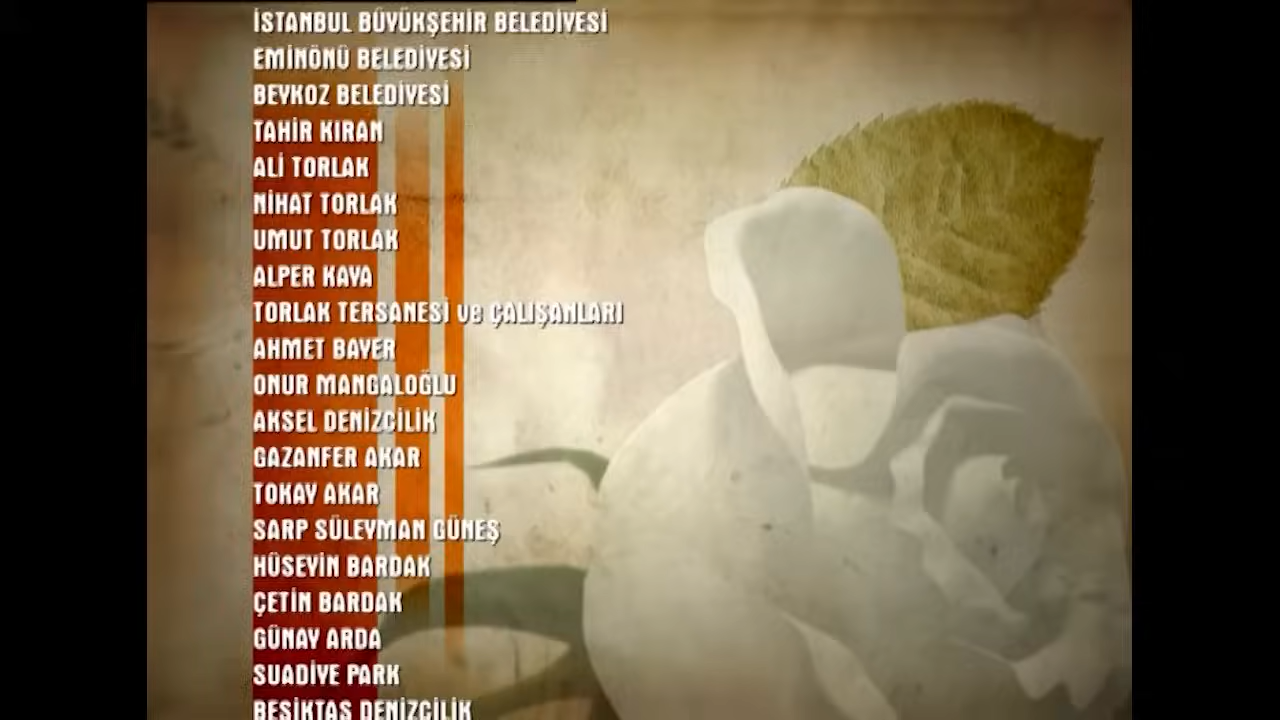 İSTANBUL BÜYÜKŞEHİR BELEDİYESİ
EMİNÖNÜ BELEDİYESİ
BEYKOZ BELEDİYESİ
TAHİR KIRAN
ALİ TORLAK
NİHAT TORLAK
UMUT TORLAK
ALPER KAYA
TORLAK TERSANESİ ve ÇALIŞANLARI
AHMET BAYER
ONUR MANGALOĞLU
AKSEL DENİZCİLİK
GAZANFER AKAR
TOKAY AKAR
SARP SÜLEYMAN GÜNEŞ
HÜSEYİN BARDAK
ÇETİN BARDAK
GÜNAY ARDA
SUADİYE PARK
BEŞİKTAŞ DENİZCİLİK